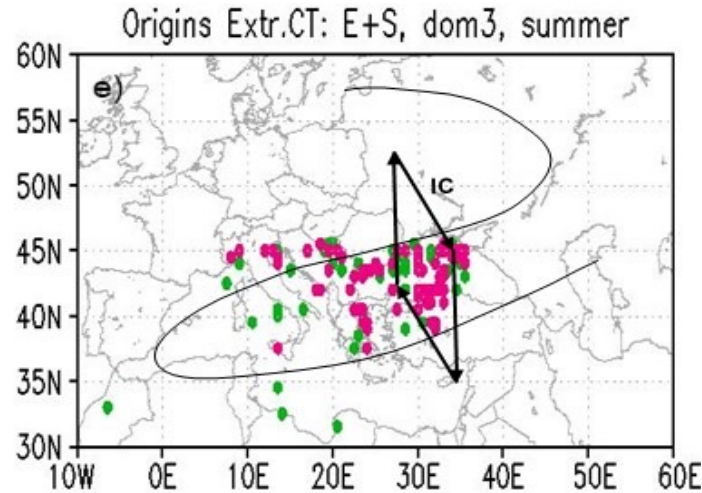 Origins Extr.CT: E+S, dom3, summer
60N
e)
55N
50N
IC
45N
40N
35N
30N
10W 0E 10E 20E 30E 40E 50E 60E